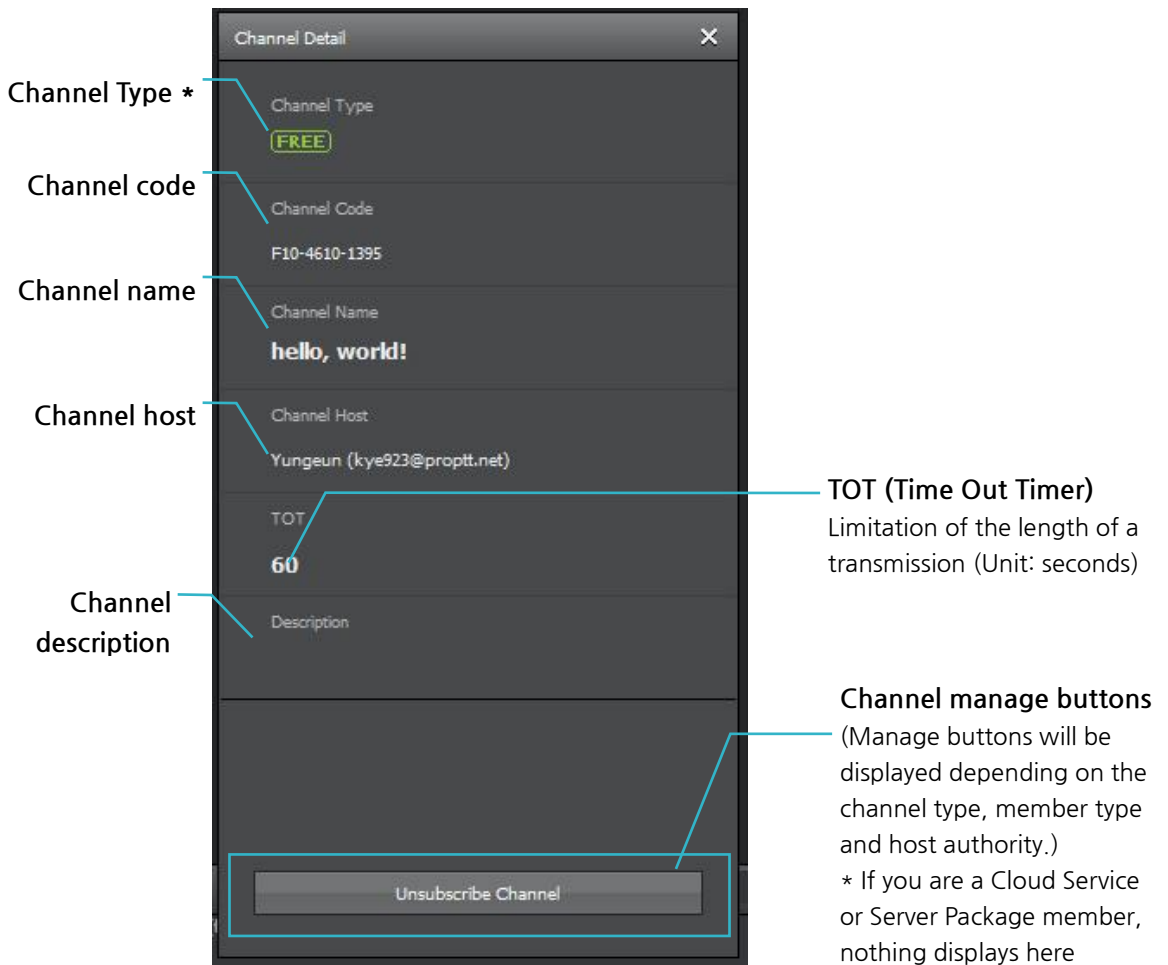 Channel Detail
Channel Type *
Channel Type
FREE
Channel code
Channel Code
F10-4610-1395
Channel name
Channel Name
hello, world!
Channel host
Channel Host
Yungeun (kye923@proptt.net)
TOT
60
TOT (Time Out Timer)
Limitation of the length of a
transmission (Unit: seconds)
Channel
description
Description
Channel manage buttons
(Manage buttons will be
displayed depending on the
channel type, member type
and host authority.)
* If you are a Cloud Service
or Server Package member,
nothing displays here
Unsubscribe Channel